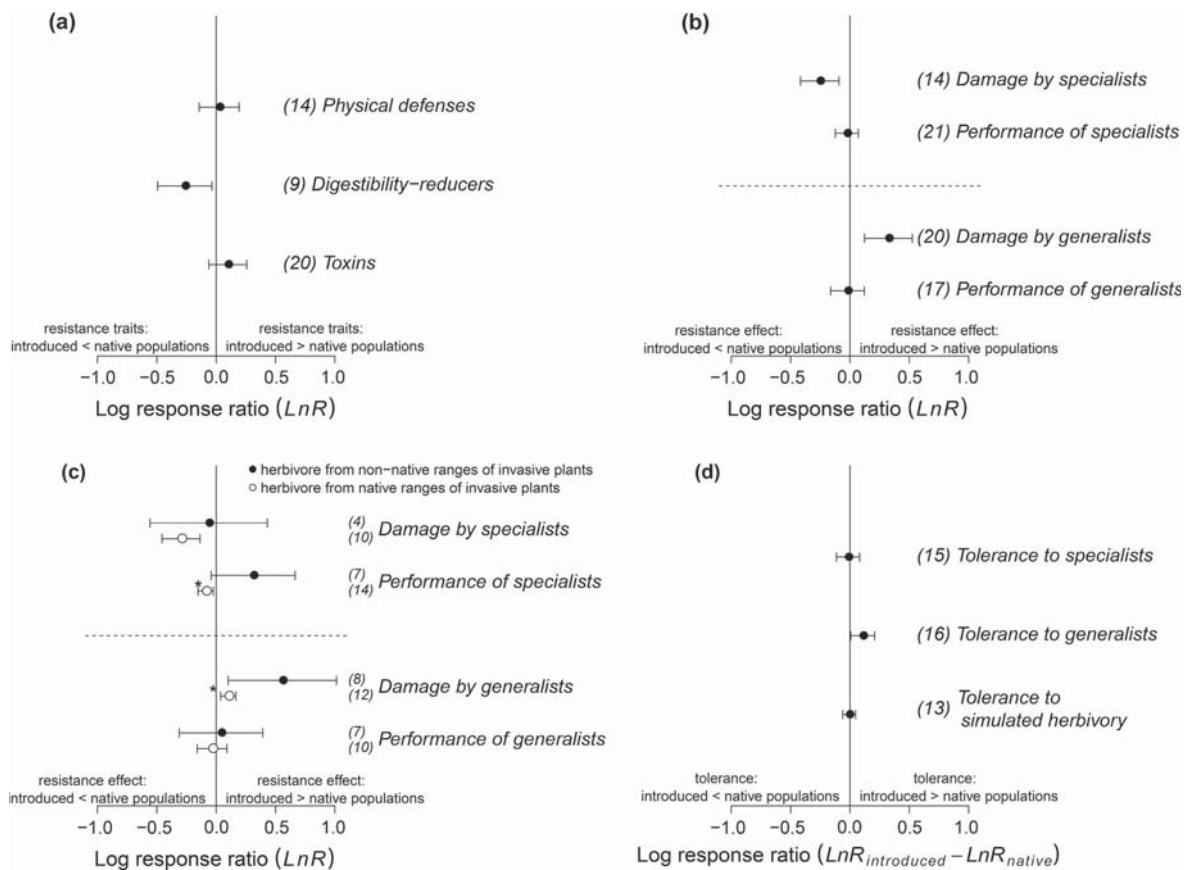 (a)
(14) Physical defenses
(9) Digestibility−reducers
(20) Toxins
resistance traits:
introduced < native populations
resistance traits:
introduced > native populations
−1.0 −0.5 0.0 0.5 1.0
Log response ratio (LnR)
(b)
(14) Damage by specialists
(21) Performance of specialists
(20) Damage by generalists
(17) Performance of generalists
resistance effect:
introduced < native populations
resistance effect:
introduced > native populations
−1.0 −0.5 0.0 0.5 1.0
Log response ratio (LnR)
(c)
herbivore from non−native ranges of invasive plants
herbivore from native ranges of invasive plants
(4)
(10) Damage by specialists
*
(7)
(14) Performance of specialists
*
(8)
(12) Damage by generalists
(7)
(10) Performance of generalists
resistance effect:
introduced < native populations
resistance effect:
introduced > native populations
−1.0 −0.5 0.0 0.5 1.0
Log response ratio (LnR)
(d)
(15) Tolerance to specialists
(16) Tolerance to generalists
(13) Tolerance to
simulated herbivory
tolerance:
introduced < native populations
tolerance:
introduced > native populations
−1.0 −0.5 0.0 0.5 1.0
Log response ratio (LnR introduced − LnR native)